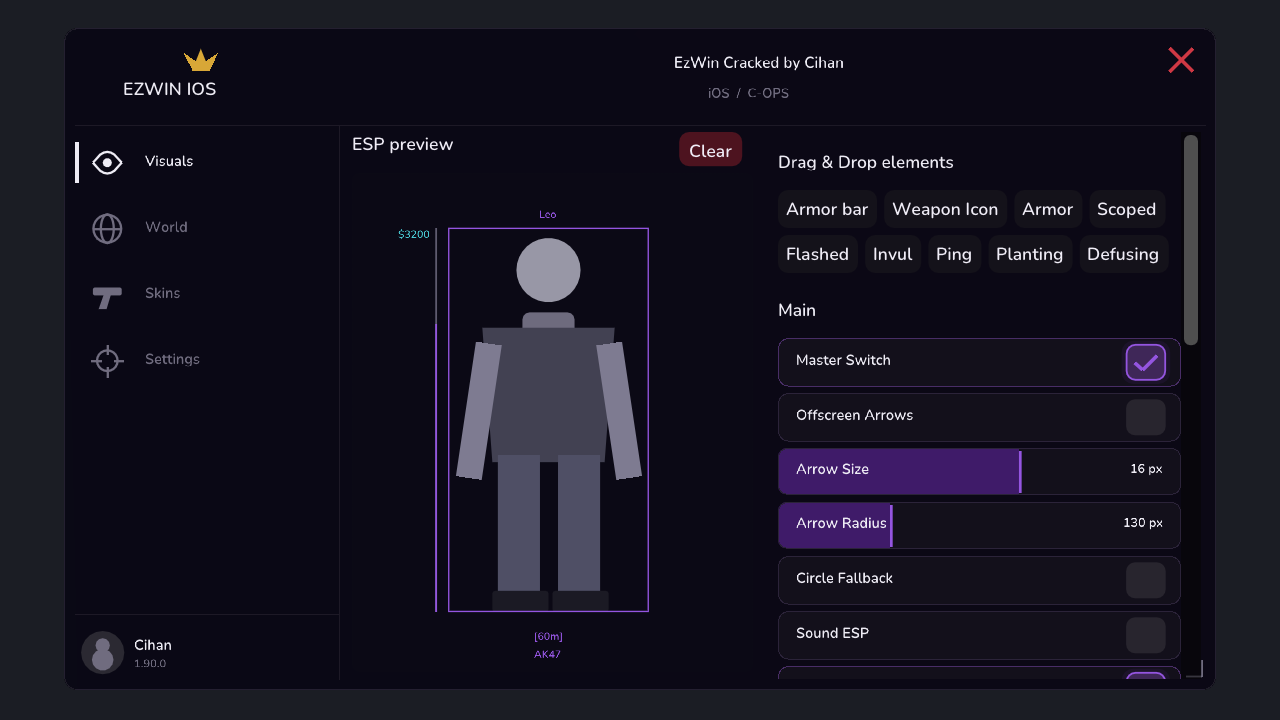 EZWIN IOS
EzWin Cracked by Cihan
iOS / C-OPS
Visuals
World
Skins
Settings
Cihan
1.90.0
ESP preview
Clear
Leo
$3200
[60m]
AK47
Drag & Drop elements
Armor bar Weapon Icon Armor Scoped
Flashed Invul Ping Planting Defusing
Main
Master Switch
Offscreen Arrows
Arrow Size 16 px
Arrow Radius 130 px
Circle Fallback
Sound ESP